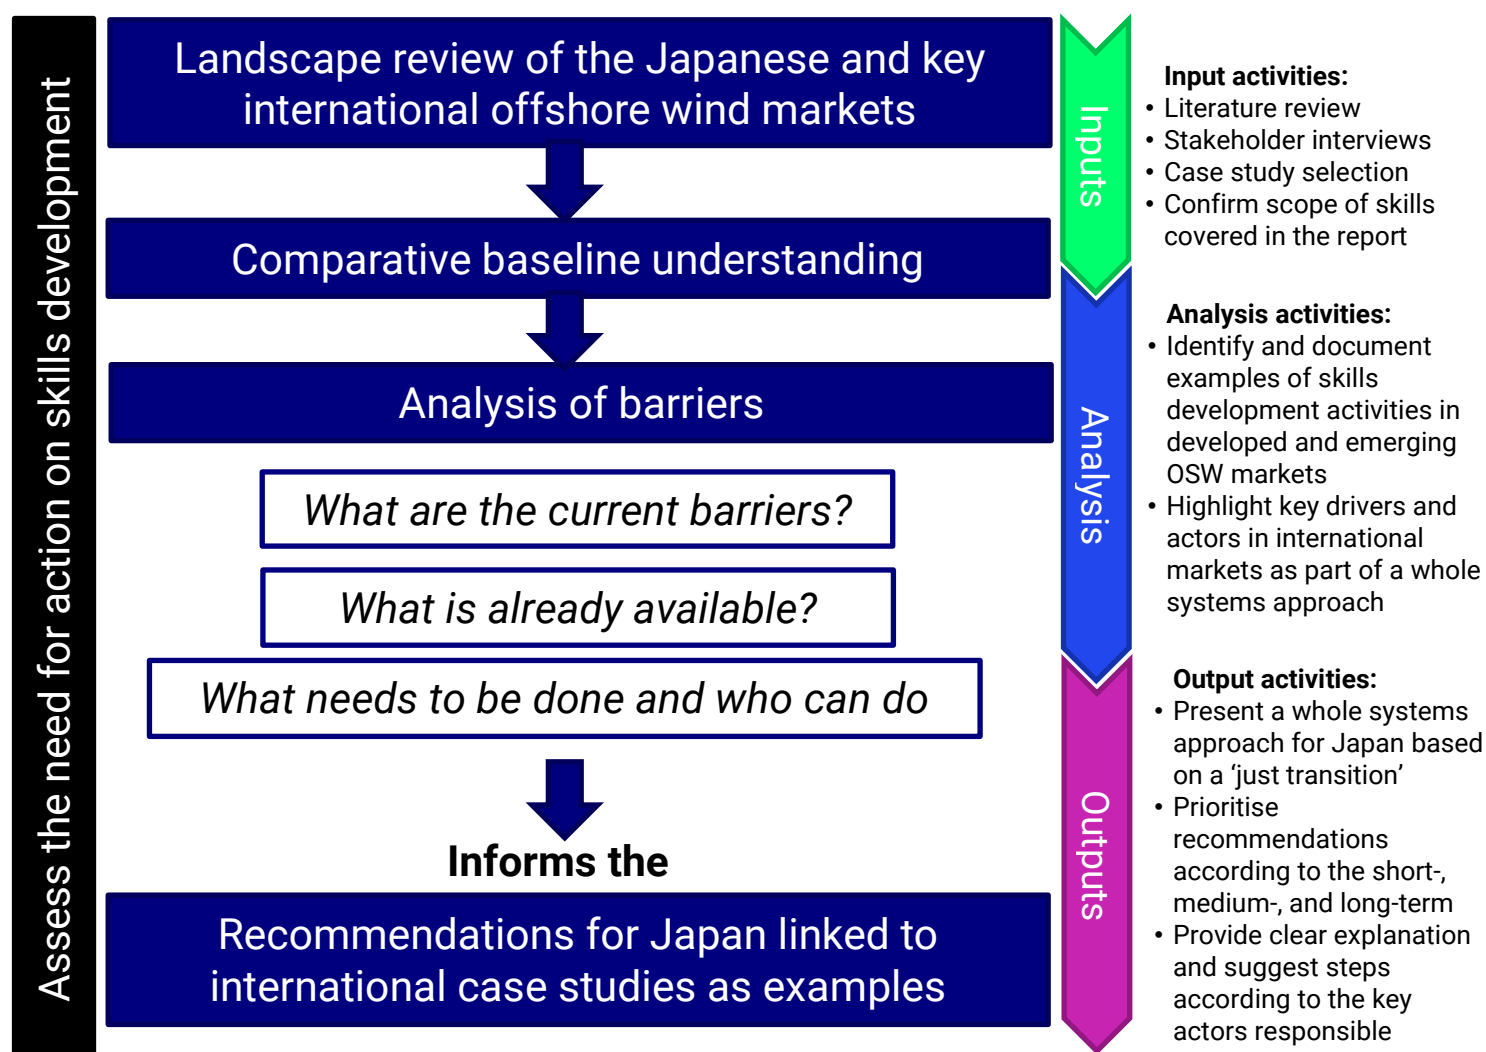 Assess the need for action on skills development
Landscape review of the Japanese and key
international offshore wind markets
Comparative baseline understanding
Analysis of barriers
What are the current barriers?
What is already available?
What needs to be done and who can do
Informs the
Recommendations for Japan linked to
international case studies as examples
Inputs
Analysis
Outputs
Input activities:
• Literature review
• Stakeholder interviews
• Case study selection
• Confirm scope of skills
covered in the report
Analysis activities:
• Identify and document
examples of skills
development activities in
developed and emerging
OSW markets
• Highlight key drivers and
actors in international
markets as part of a whole
systems approach
Output activities:
• Present a whole systems
approach for Japan based
on a ‘just transition’
• Prioritise
recommendations
according to the short-,
medium-, and long-term
• Provide clear explanation
and suggest steps
according to the key
actors responsible